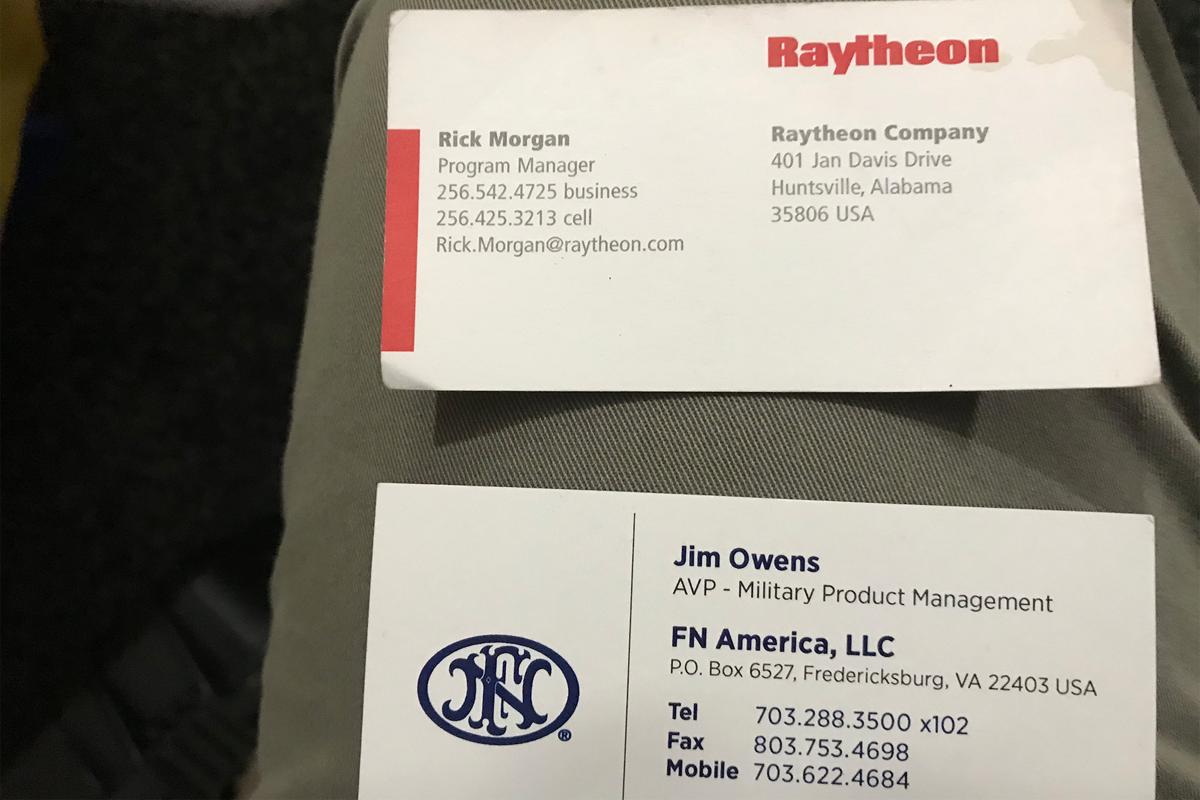 Raytheon
Rick Morgan
Program Manager
256.542.4725 business
256.425.3213 cell
Rick.Morgan@raytheon.com
Raytheon Company
401 Jan Davis Drive
Huntsville, Alabama
35806 USA
Jim Owens
AVP - Military Product Management
FN America, LLC
P.O. Box 6527, Fredericksburg, VA 22403 USA
Tel 703.288.3500 x102
Fax 803.753.4698
Mobile 703.622.4684
FN®